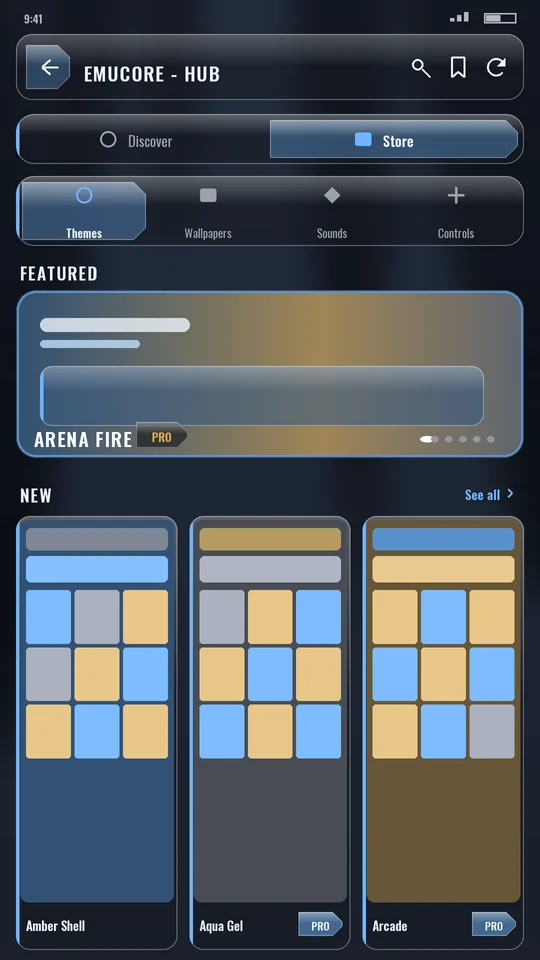 9:41
EMUCORE - HUB
Discover
Store
Themes
Wallpapers
Sounds
Controls
FEATURED
ARENA FIRE
PRO
NEW
See all
Amber Shell
Aqua Gel
PRO
Arcade
PRO